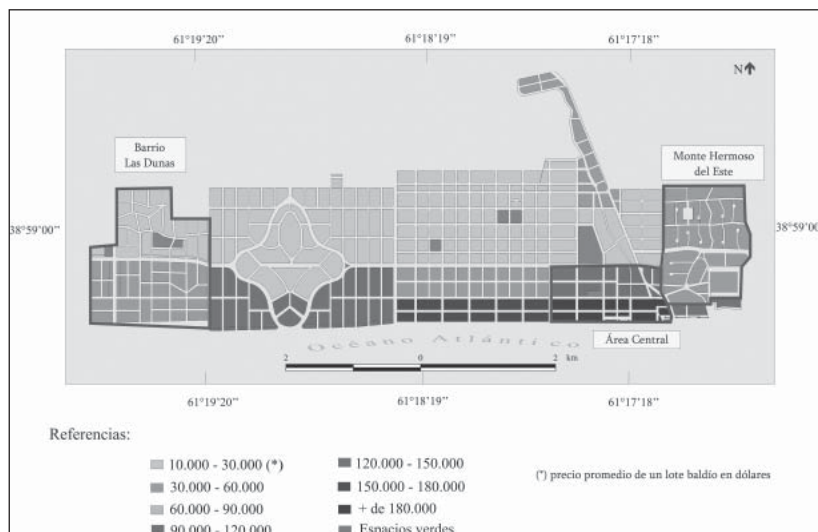 61°19'20’’ 61°18'19’’ 61°17'18’’
N
Barrio
Las Dunas
Monte Hermoso
del Este
38°59'00’’ 38°59'00’’
Área Central
Océano Atlántico
2 0 2 km
61°19'20’’ 61°18'19’’ 61°17'18’’
Referencias:
10.000 - 30.000 (*) 120.000 - 150.000
30.000 - 60.000 150.000 - 180.000
60.000 - 90.000 + de 180.000
90.000 - 120.000 Espacios verdes
(*) precio promedio de un lote baldío en dólares